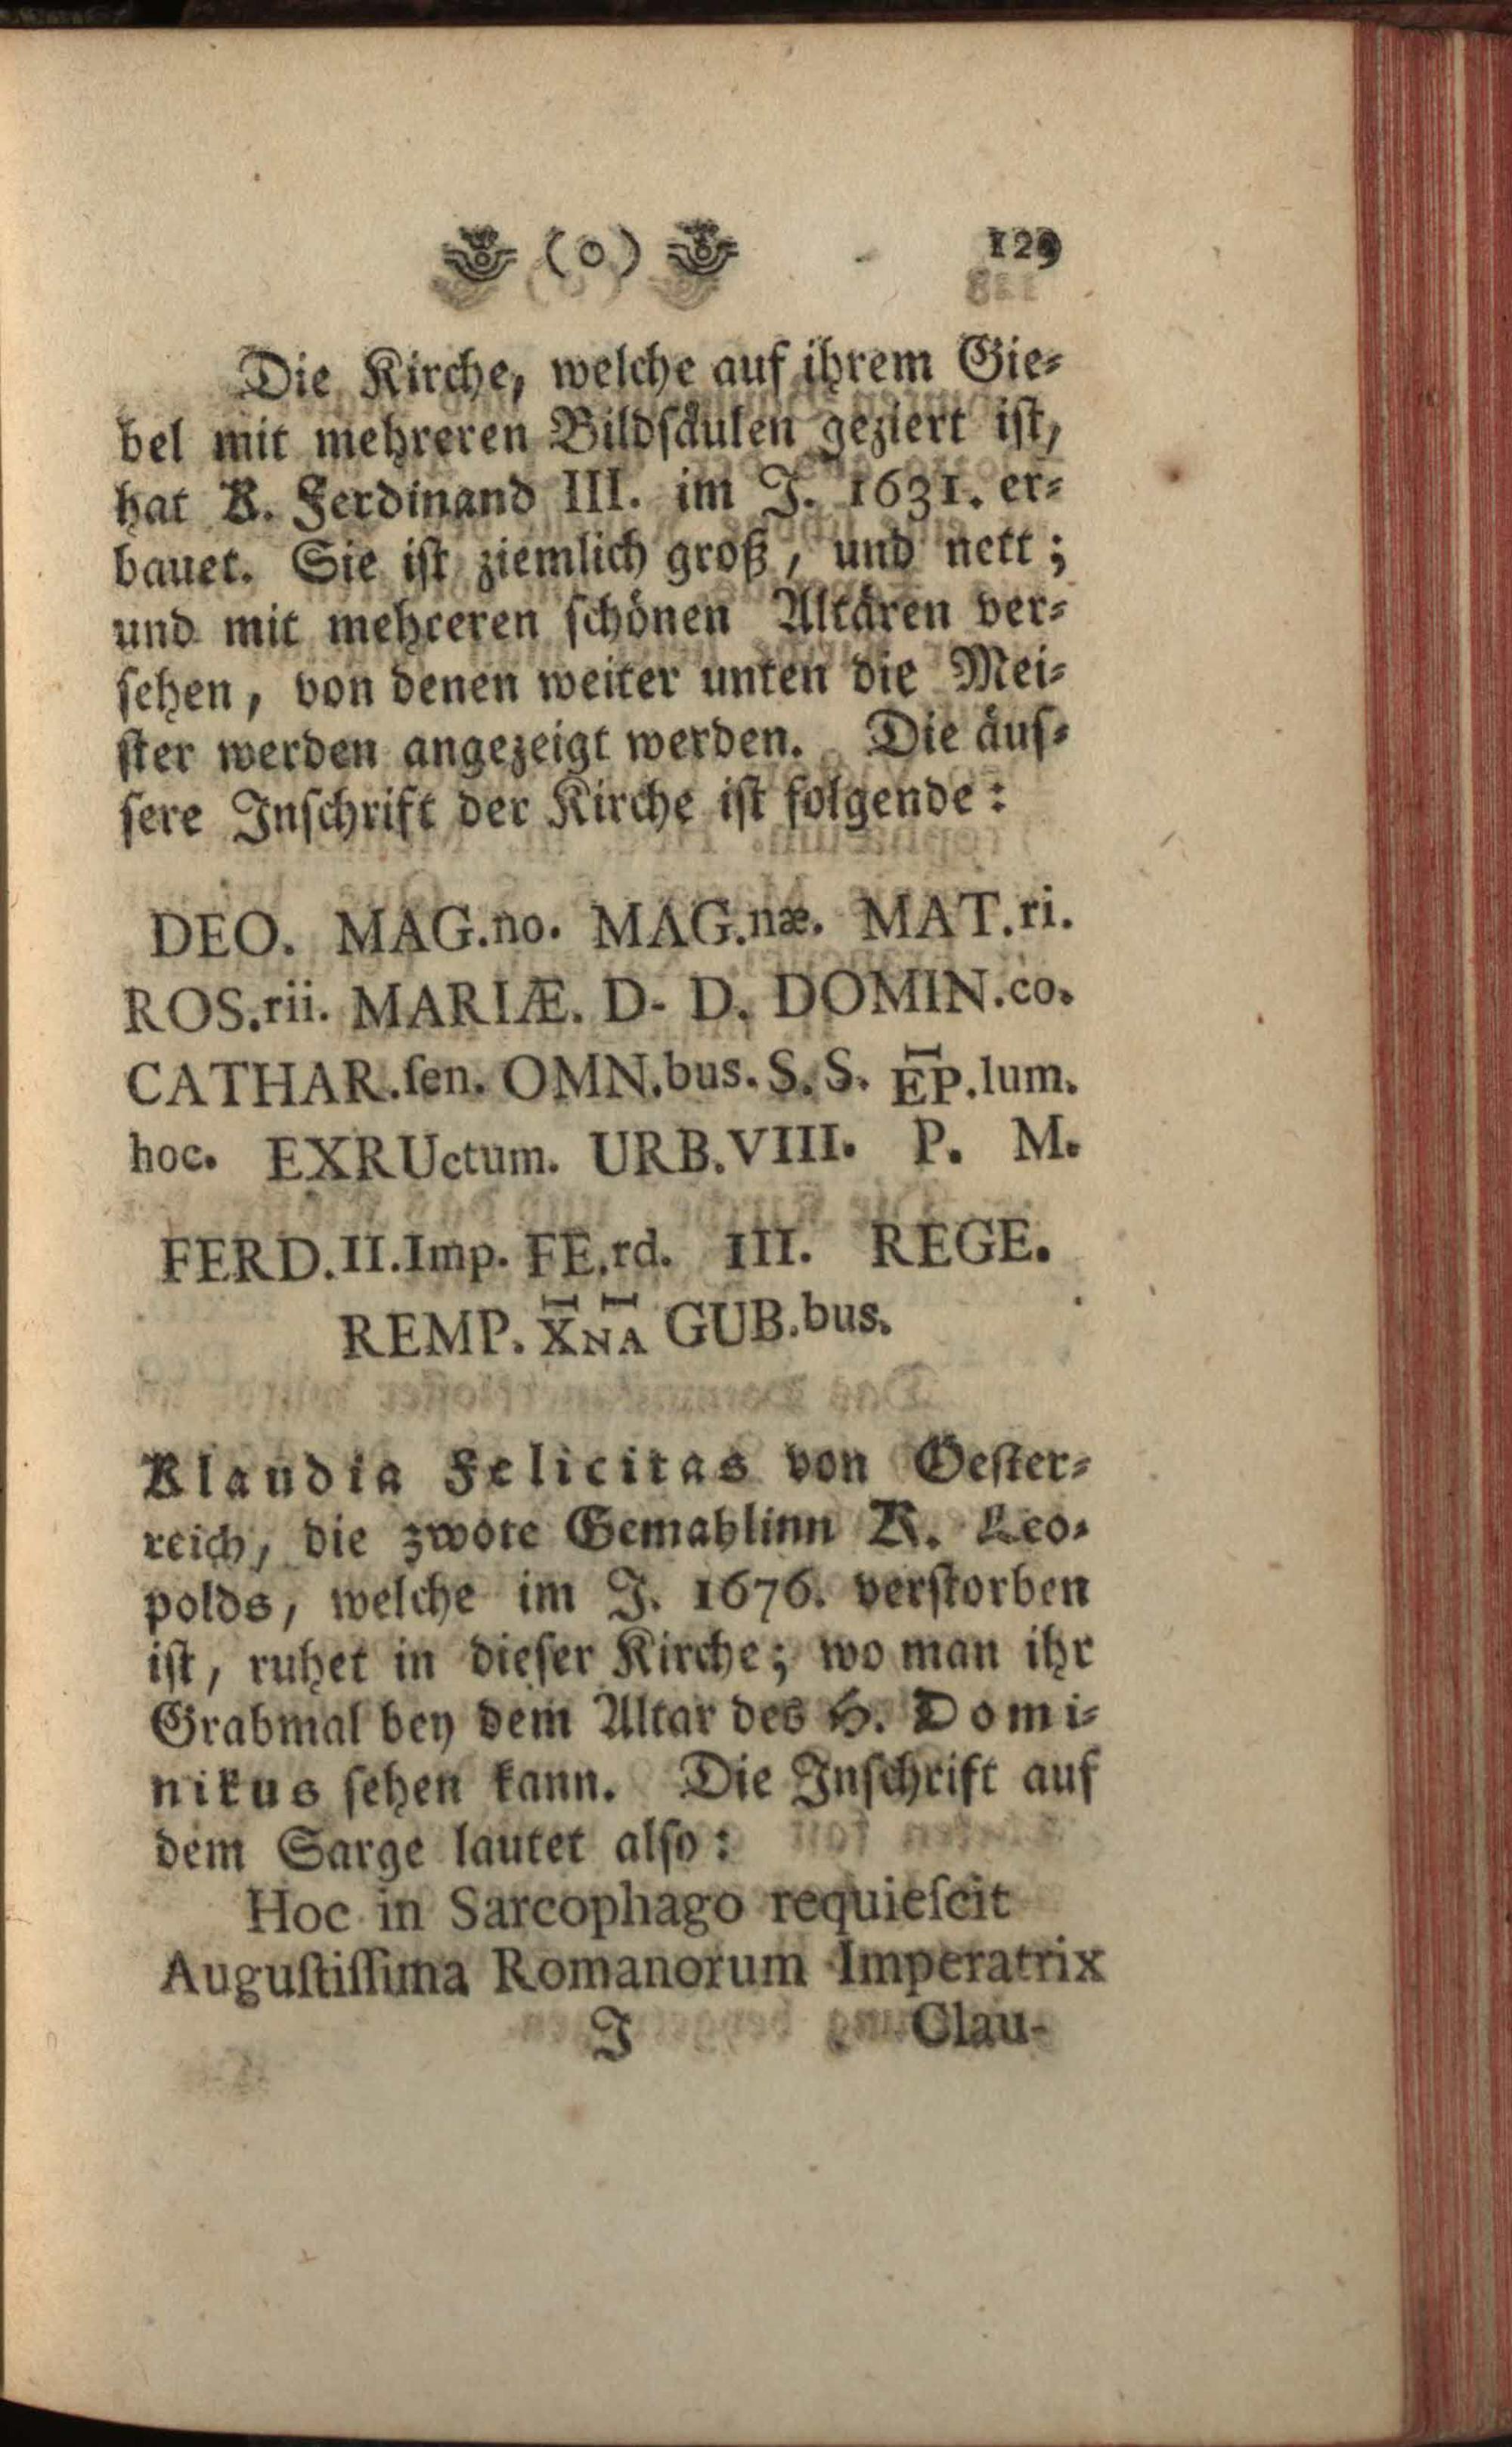 (o) 129
Die Kirche, welche auf ihrem Gie⸗
bel mit mehreren Bildsäulen geziert ist,
hat K. Ferdinand III. im J. 1631. er⸗
bauet. Sie ist ziemlich groß, und nett;
und mit mehreren schönen Altären ver⸗
sehen, von denen weiter unten die Mei⸗
ster werden angezeigt werden. Die äus⸗
sere Inschrift der Kirche ist folgende:
DEO. MAG.no. MAG.næ. MAT.ri.
ROS.rii. MARIÆ. D- D. DOMIN.co.
CATHAR.ſen. OMN.bus. S. S. ĒP.lum.
hoc. EXRUctum. URB.VIII. P. M.
FERD.II.Imp. FE.rd. III. REGE.
REMP. X̄N̄A GUB.bus.
Klaudia Felicitas von Oester⸗
reich, die zwote Gemahlinn K. Leo⸗
polds, welche im J. 1676. verstorben
ist, ruhet in dieser Kirche; wo man ihr
Grabmal bey dem Altar des H. Domi⸗
nikus sehen kann. Die Inschrift auf
dem Sarge lautet also:
Hoc in Sarcophago requieſcit
Auguſtiſſima Romanorum Imperatrix
J Clau-